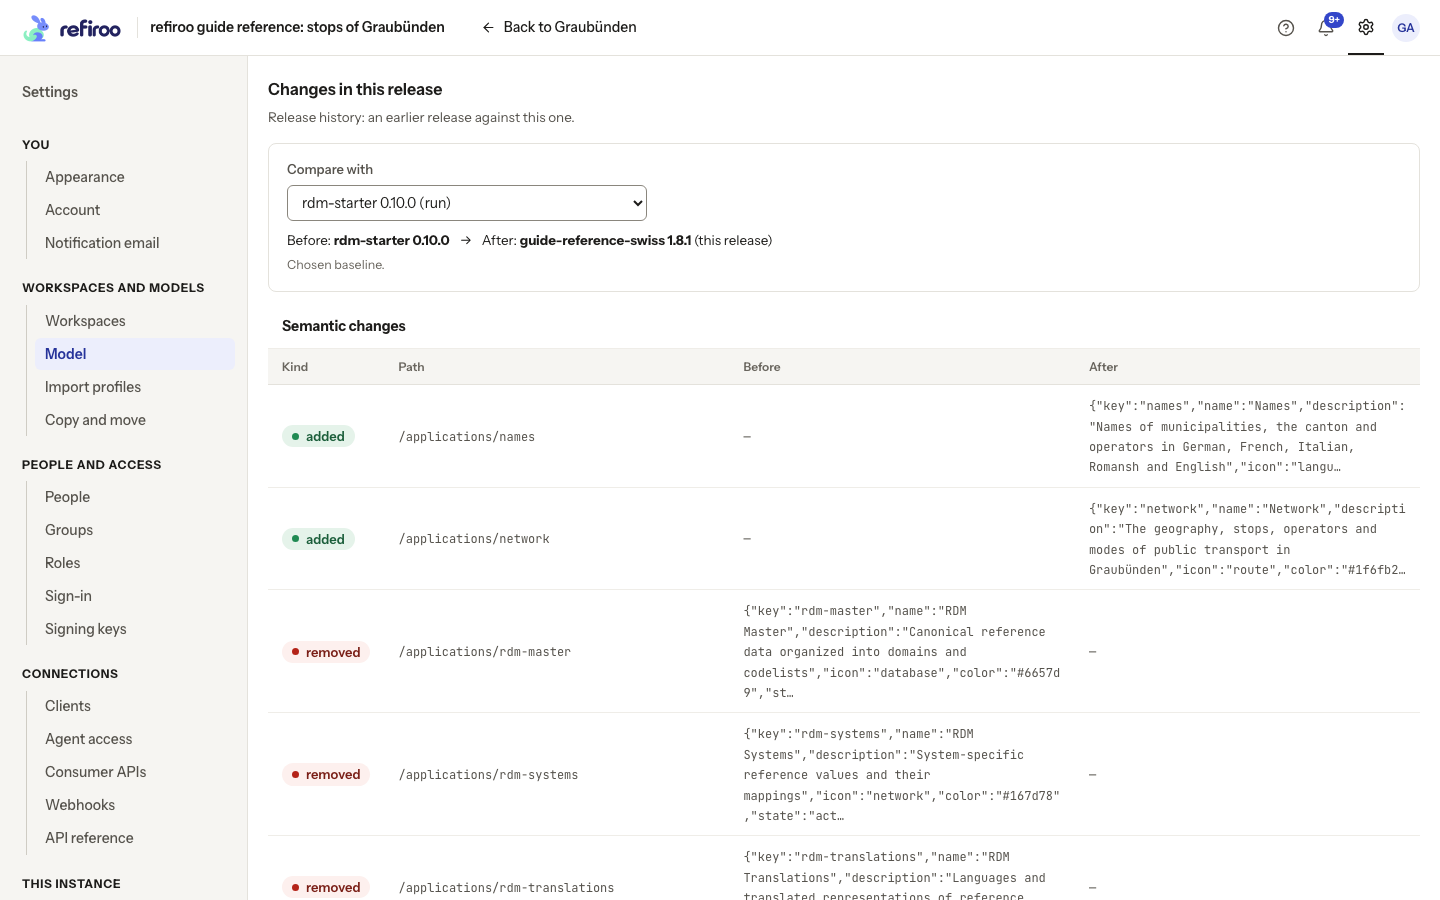 refiroo
refiroo guide reference: stops of Graubünden
← Back to Graubünden
9+
GA
Settings
YOU
Appearance
Account
Notification email
WORKSPACES AND MODELS
Workspaces
Model
Import profiles
Copy and move
PEOPLE AND ACCESS
People
Groups
Roles
Sign-in
Signing keys
CONNECTIONS
Clients
Agent access
Consumer APIs
Webhooks
API reference
THIS INSTANCE
Changes in this release
Release history: an earlier release against this one.
Compare with
rdm-starter 0.10.0 (run)
Before: rdm-starter 0.10.0 → After: guide-reference-swiss 1.8.1 (this release)
Chosen baseline.
Semantic changes
Kind Path Before After
added /applications/names –
{"key":"names","name":"Names","description":
"Names of municipalities, the canton and
operators in German, French, Italian,
Romansh and English","icon":"langu…
added /applications/network –
{"key":"network","name":"Network","descripti
on":"The geography, stops, operators and
modes of public transport in
Graubünden","icon":"route","color":"#1f6fb2…
removed /applications/rdm-master
{"key":"rdm-master","name":"RDM
Master","description":"Canonical reference
data organized into domains and
codelists","icon":"database","color":"#6657d
9","st…
–
removed /applications/rdm-systems
{"key":"rdm-systems","name":"RDM
Systems","description":"System-specific
reference values and their
mappings","icon":"network","color":"#167d78"
,"state":"act…
–
removed /applications/rdm-translations
{"key":"rdm-translations","name":"RDM
Translations","description":"Languages and
translated representations of reference
–